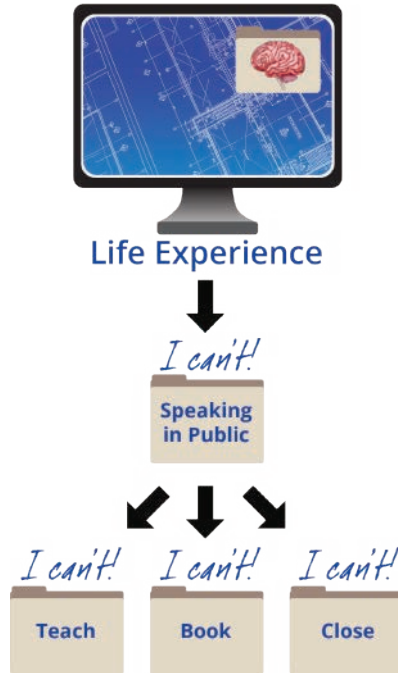 Life Experience
I can't!
Speaking
in Public
I can't! I can't! I can't!
Teach Book Close